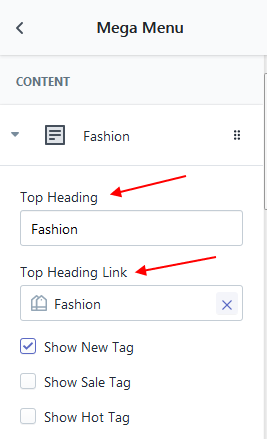 Mega Menu
CONTENT
Fashion
Top Heading
Fashion
Top Heading Link
Fashion
Show New Tag
Show Sale Tag
Show Hot Tag